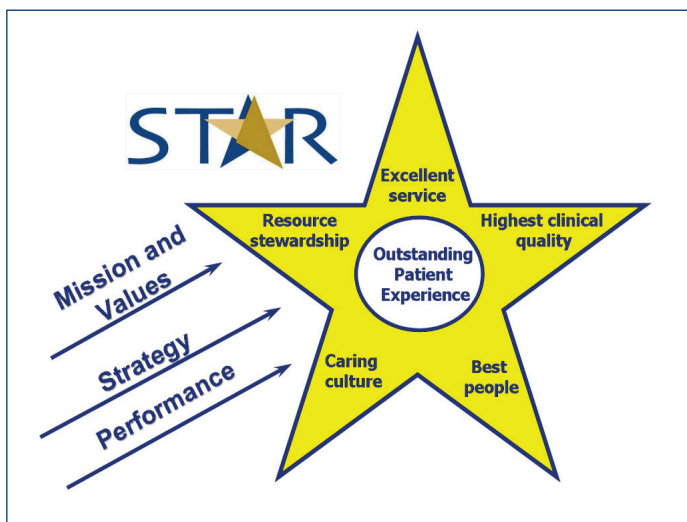 STAR
Excellent
service
Resource
stewardship
Highest clinical
quality
Outstanding
Patient
Experience
Caring
culture
Best
people
Mission and
Values
Strategy
Performance